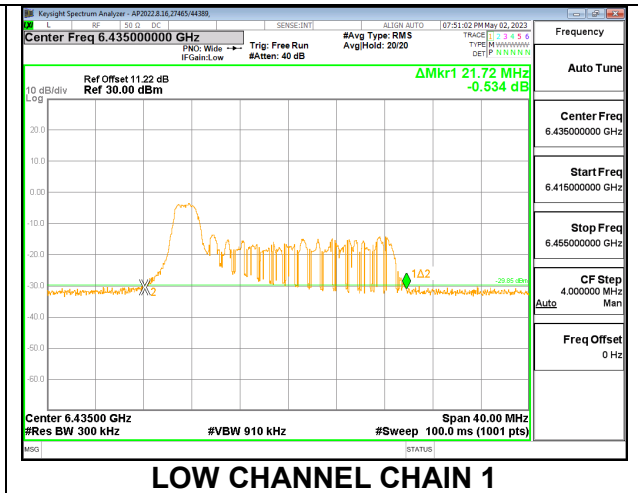 Keysight Spectrum Analyzer - AP2022.8.16,27465/44389,
L RF 50 Ω DC SENSE:INT ALIGN AUTO 07:51:02 PM May 02, 2023
Center Freq 6.435000000 GHz
PNO: Wide
IFGain:Low
Trig: Free Run
#Atten: 40 dB
#Avg Type: RMS
Avg|Hold: 20/20
TRACE 1 2 3 4 5 6
TYPE M WWWWW
DET P N N N N N
Frequency
Auto Tune
Center Freq
6.435000000 GHz
Start Freq
6.415000000 GHz
Stop Freq
6.455000000 GHz
CF Step
4.000000 MHz
Auto Man
Freq Offset
0 Hz
ΔMkr1 21.72 MHz
-0.534 dB
Ref Offset 11.22 dB
10 dB/div Ref 30.00 dBm
Log
20.0
10.0
0.00
-10.0
-20.0
-30.0
-40.0
-50.0
-60.0
1Δ2
2
-29.85 dBm
Center 6.43500 GHz Span 40.00 MHz
#Res BW 300 kHz #VBW 910 kHz #Sweep 100.0 ms (1001 pts)
MSG STATUS
LOW CHANNEL CHAIN 1